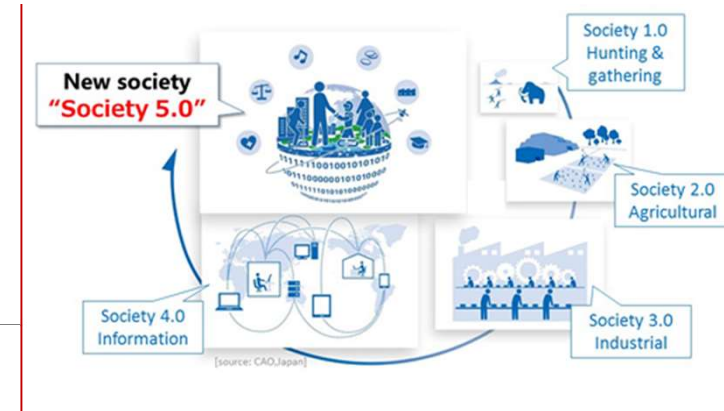 New society
“Society 5.0”
Society 1.0
Hunting &
gathering
Society 2.0
Agricultural
Society 3.0
Industrial
Society 4.0
Information
[source: CAO,Japan]